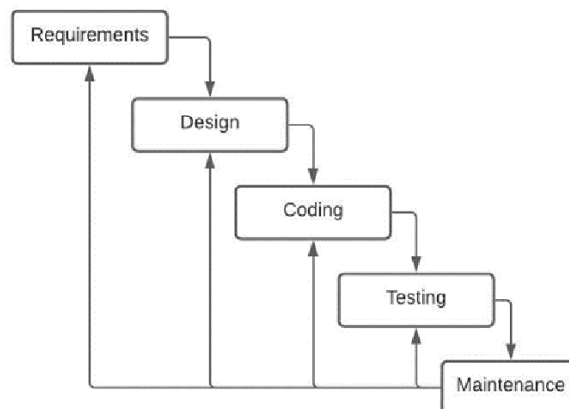 Requirements
Design
Coding
Testing
Maintenance